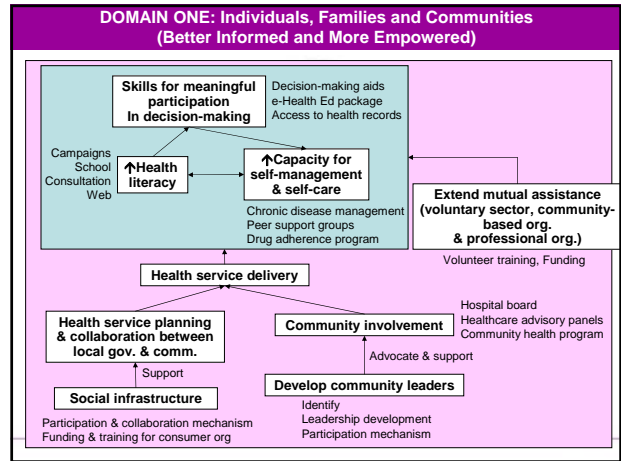 DOMAIN ONE: Individuals, Families and Communities
(Better Informed and More Empowered)
Skills for meaningful
participation
In decision-making
Decision-making aids
e-Health Ed package
Access to health records
Campaigns
School
Consultation
Web
↑Health
literacy
↑Capacity for
self-management
& self-care
Chronic disease management
Peer support groups
Drug adherence program
Extend mutual assistance
(voluntary sector, community-
based org.
& professional org.)
Volunteer training, Funding
Health service delivery
Health service planning
& collaboration between
local gov. & comm.
Community involvement
Hospital board
Healthcare advisory panels
Community health program
Support
Advocate & support
Social infrastructure
Develop community leaders
Participation & collaboration mechanism
Funding & training for consumer org
Identify
Leadership development
Participation mechanism